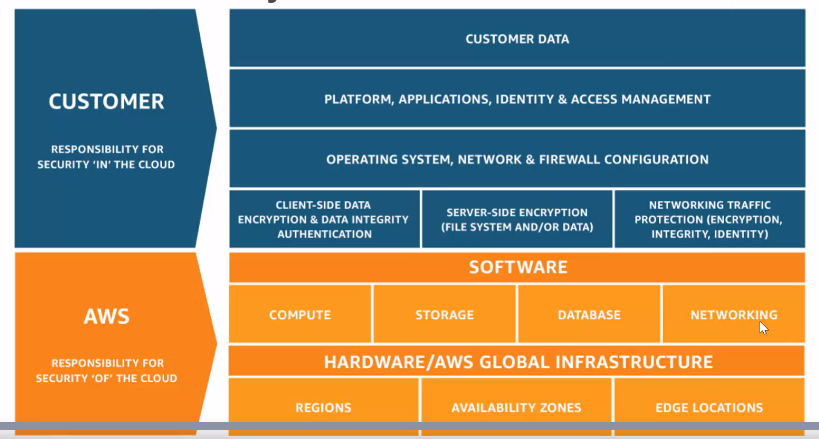 CUSTOMER
RESPONSIBILITY FOR
SECURITY ‘IN’ THE CLOUD
CUSTOMER DATA
PLATFORM, APPLICATIONS, IDENTITY & ACCESS MANAGEMENT
OPERATING SYSTEM, NETWORK & FIREWALL CONFIGURATION
CLIENT-SIDE DATA
ENCRYPTION & DATA INTEGRITY
AUTHENTICATION
SERVER-SIDE ENCRYPTION
(FILE SYSTEM AND/OR DATA)
NETWORKING TRAFFIC
PROTECTION (ENCRYPTION,
INTEGRITY, IDENTITY)
AWS
RESPONSIBILITY FOR
SECURITY ‘OF’ THE CLOUD
SOFTWARE
COMPUTE
STORAGE
DATABASE
NETWORKING
HARDWARE/AWS GLOBAL INFRASTRUCTURE
REGIONS
AVAILABILITY ZONES
EDGE LOCATIONS